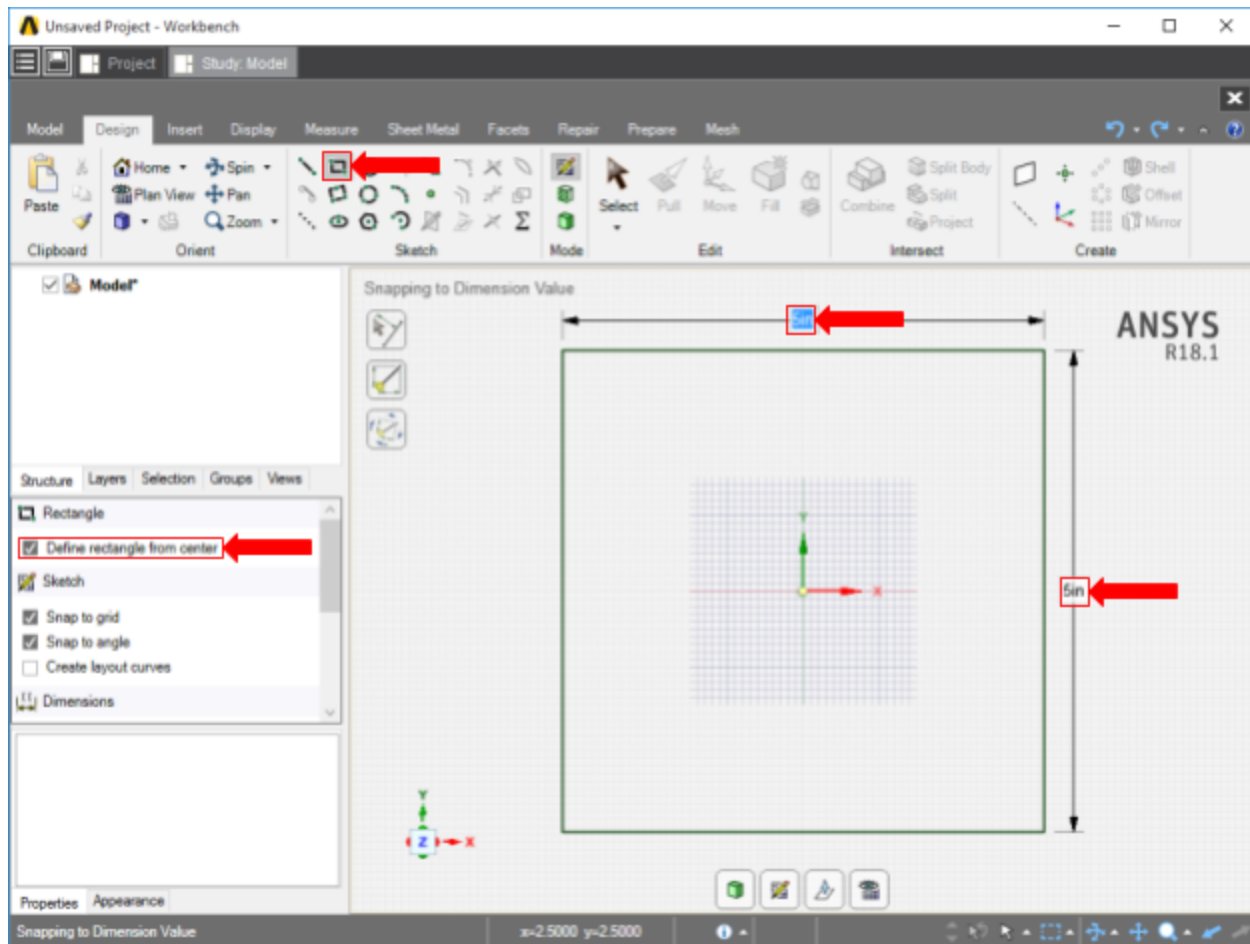 Unsaved Project - Workbench
Project
Study: Model
Model Design Insert Display Measure Sheet Metal Facets Repair Prepare Mesh
Home Spin Split Body Shell
Plan View Pan Split Offset
Paste Zoom Select Pull Move Fill Combine Project Mirror
Clipboard Orient Sketch Mode Edit Intersect Create
Model*
Snapping to Dimension Value
5in
ANSYS
R18.1
Y
X
5in
Structure Layers Selection Groups Views
Rectangle
Define rectangle from center
Sketch
Snap to grid
Snap to angle
Create layout curves
Dimensions
Y
Z X
Properties Appearance
Snapping to Dimension Value x=2.5000 y=2.5000